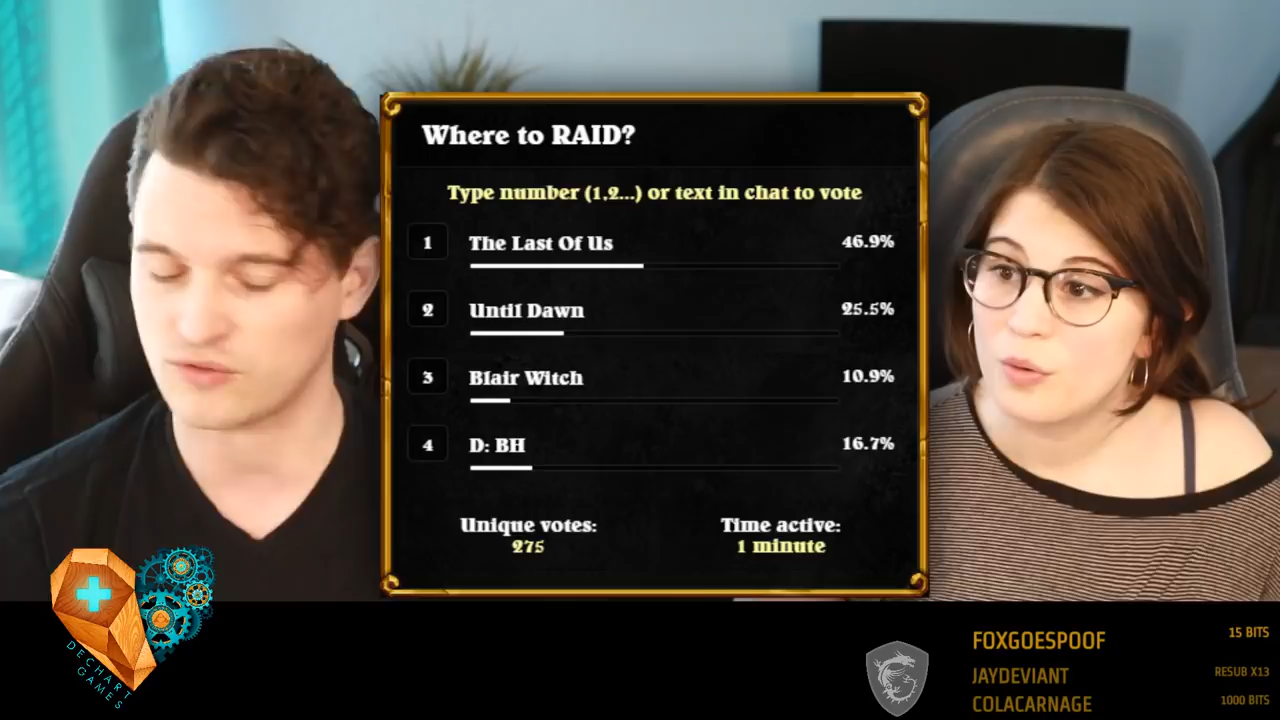 Where to RAID?
Type number (1,2...) or text in chat to vote
1 The Last Of Us 46.9%
2 Until Dawn 25.5%
3 Blair Witch 10.9%
4 D: BH 16.7%
Unique votes: Time active:
275 1 minute
DECHART
GAMES
FOXGOESPOOF 15 BITS
JAYDEVIANT RESUB X13
COLACARNAGE 1000 BITS